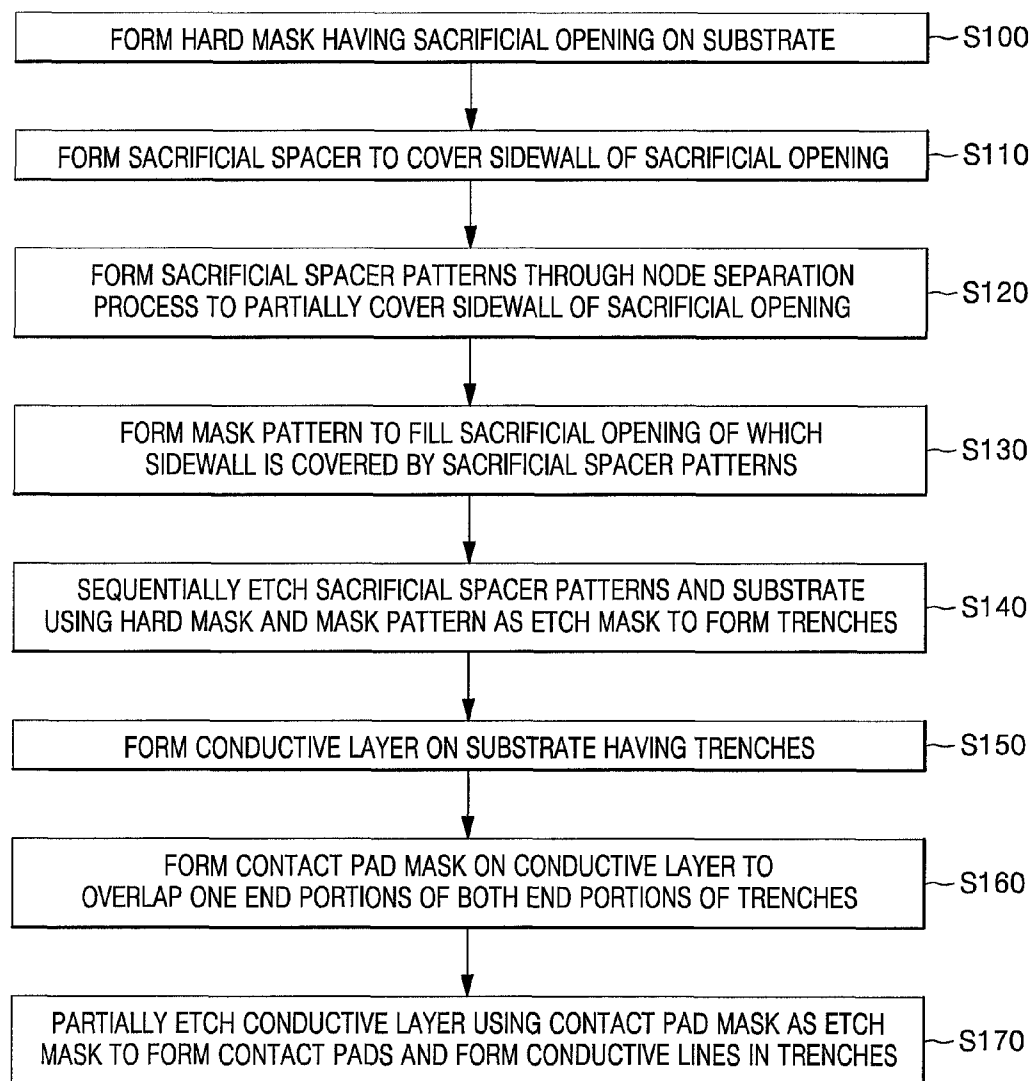 FORM HARD MASK HAVING SACRIFICIAL OPENING ON SUBSTRATE
S100
FORM SACRIFICIAL SPACER TO COVER SIDEWALL OF SACRIFICIAL OPENING
S110
FORM SACRIFICIAL SPACER PATTERNS THROUGH NODE SEPARATION
PROCESS TO PARTIALLY COVER SIDEWALL OF SACRIFICIAL OPENING
S120
FORM MASK PATTERN TO FILL SACRIFICIAL OPENING OF WHICH
SIDEWALL IS COVERED BY SACRIFICIAL SPACER PATTERNS
S130
SEQUENTIALLY ETCH SACRIFICIAL SPACER PATTERNS AND SUBSTRATE
USING HARD MASK AND MASK PATTERN AS ETCH MASK TO FORM TRENCHES
S140
FORM CONDUCTIVE LAYER ON SUBSTRATE HAVING TRENCHES
S150
FORM CONTACT PAD MASK ON CONDUCTIVE LAYER TO
OVERLAP ONE END PORTIONS OF BOTH END PORTIONS OF TRENCHES
S160
PARTIALLY ETCH CONDUCTIVE LAYER USING CONTACT PAD MASK AS ETCH
MASK TO FORM CONTACT PADS AND FORM CONDUCTIVE LINES IN TRENCHES
S170